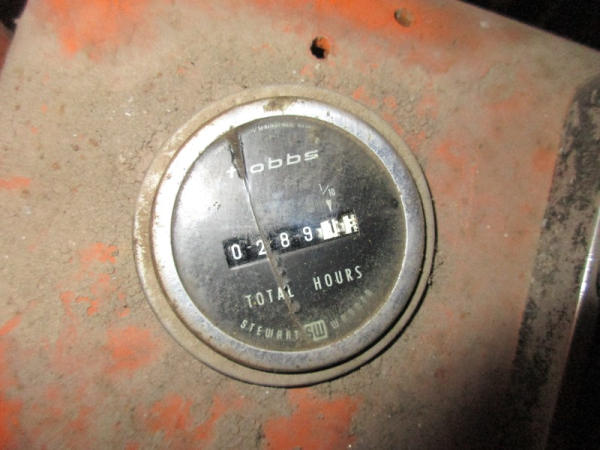 hobbs
1/10
0289
TOTAL HOURS
STEWART SW WARNER